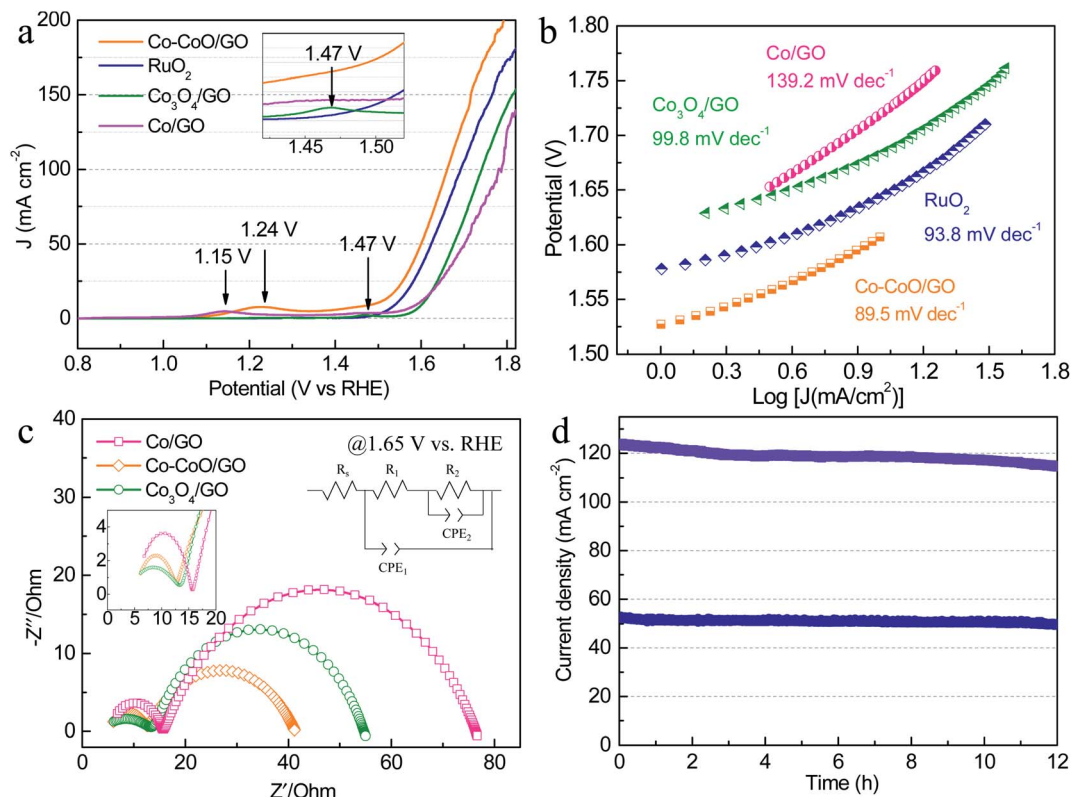 a
Co-CoO/GO
RuO₂
Co₃O₄/GO
Co/GO
1.47 V
1.45 1.50
1.15 V
1.24 V
1.47 V
200
150
100
50
0
J (mA cm⁻²)
0.8 1.0 1.2 1.4 1.6 1.8
Potential (V vs RHE)
b
Co/GO
139.2 mV dec⁻¹
Co₃O₄/GO
99.8 mV dec⁻¹
RuO₂
93.8 mV dec⁻¹
Co-CoO/GO
89.5 mV dec⁻¹
1.80
1.75
1.70
1.65
1.60
1.55
1.50
Potential (V)
0.0 0.3 0.6 0.9 1.2 1.5 1.8
Log [J(mA/cm²)]
c
Co/GO
Co-CoO/GO
Co₃O₄/GO
@1.65 V vs. RHE
Rₛ R₁ R₂
CPE₂
CPE₁
4
2
0
0 5 10 15 20
-40
-30
-20
-10
0
-Z″/Ohm
0 20 40 60 80
Z′/Ohm
d
120
100
80
60
40
20
0
Current density (mA cm⁻²)
0 2 4 6 8 10 12
Time (h)